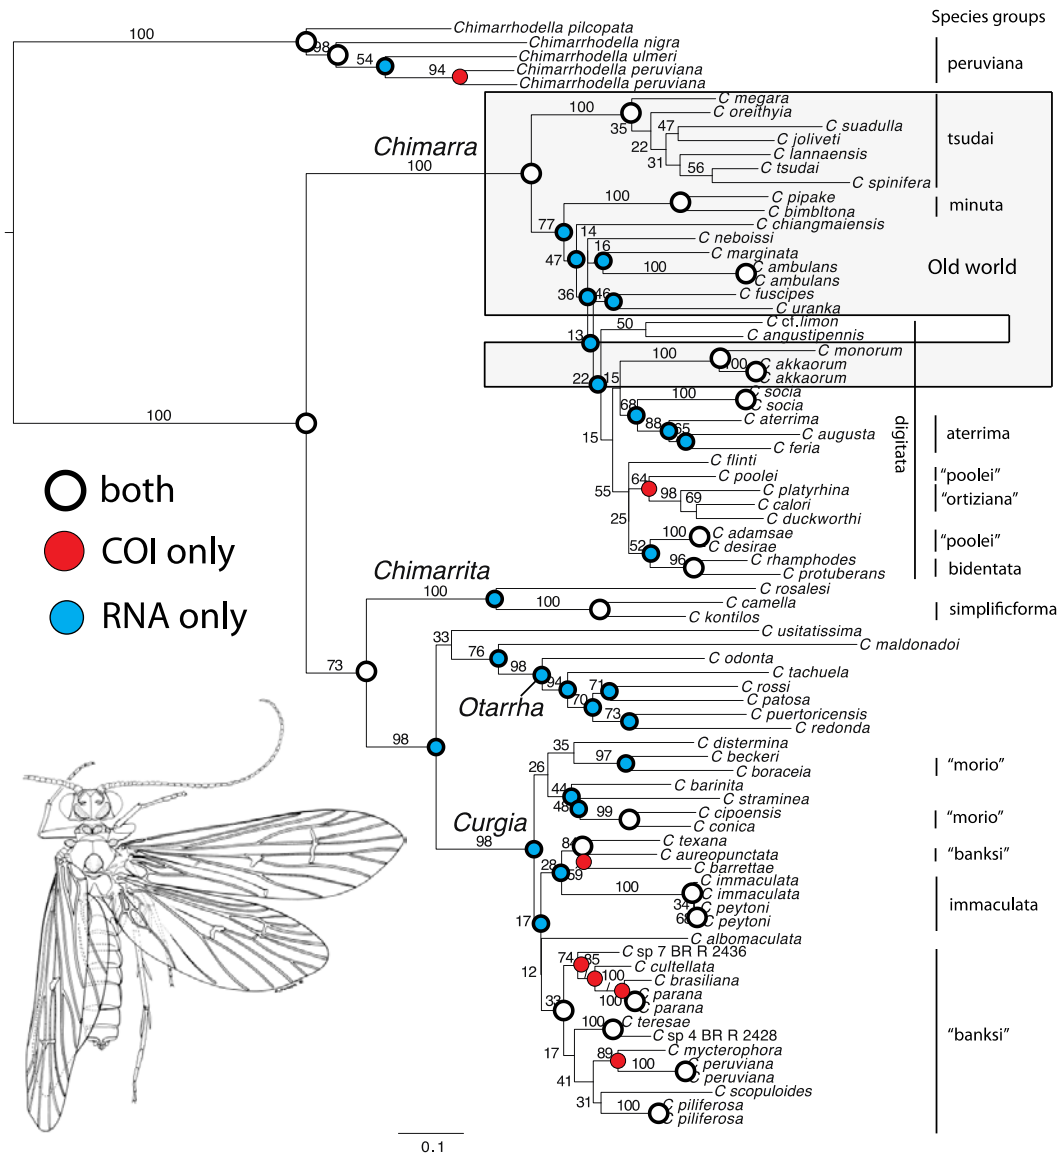 Species groups
100
Chimarrhodella pilcopata
98
Chimarrhodella nigra
54
Chimarrhodella ulmeri
peruviana
94
Chimarrhodella peruviana
Chimarrhodella peruviana
C megara
100
C oreithyia
35
47
C suadulla
tsudai
Chimarra
22
C joliveti
31
C lannaensis
100
56
C tsudai
C spinifera
100
C pipake
minuta
C bimbltona
77
14
C chiangmaiensis
C neboissi
16
C marginata
47
100
C ambulans
Old world
C ambulans
36
46
C fuscipes
C uranka
50
C cf.limon
13
C angustipennis
C monorum
100
100
C akkaorum
22
15
C akkaorum
100
C socia
C socia
68
C aterrima
88
65
C augusta
aterrima
15
C feria
digitata
C flinti
64
C poolei
"poolei"
55
98
69
C platyrhina
"ortiziana"
C calori
25
C duckworthi
100
C adamsae
"poolei"
52
C desirae
96
C rhamphodes
bidentata
C protuberans
both
COI only
RNA only
Chimarrita
C rosalesi
100
100
C camella
simplificforma
C kontilos
33
C usitatissima
76
C maldonadoi
73
98
C odonta
94
C tachuela
71
C rossi
Otarrha
70
C patosa
73
C puertoricensis
C redonda
98
35
C distermina
97
C beckeri
"morio"
26
C boraceia
44
C barinita
C straminea
48
99
C cipoensis
"morio"
Curgia
C conica
98
84
C texana
C aureopunctata
"banksi"
28
69
C barrettae
C immaculata
100
C immaculata
immaculata
34
C peytoni
17
68
C peytoni
C albomaculata
74
C sp 7 BR R 2436
85
C cultellata
12
100
C brasiliana
C parana
33
100
C parana
100
C teresae
C sp 4 BR R 2428
"banksi"
17
89
C mycterophora
100
C peruviana
41
C peruviana
C scopuloides
31
100
C piliferosa
C piliferosa
0.1